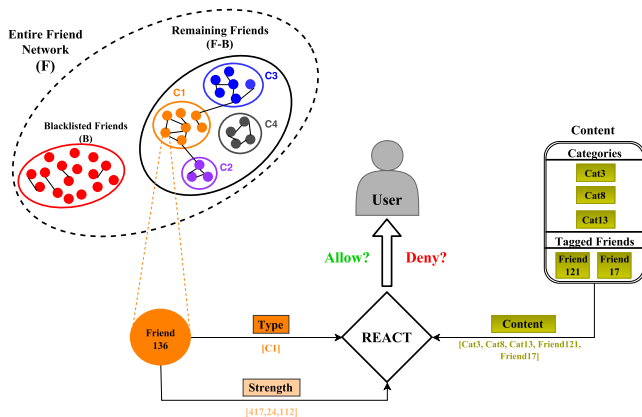 Entire Friend
Network
(F)
Remaining Friends
(F-B)
C3
C1
C4
C2
Blacklisted Friends
(B)
User
Allow?
Deny?
REACT
Content
Categories
Cat3
Cat8
Cat13
Tagged Friends
Friend
121
Friend
17
Friend
136
Type
[C1]
Strength
[417,24,112]
Content
[Cat3, Cat8, Cat13, Friend121,
Friend17]